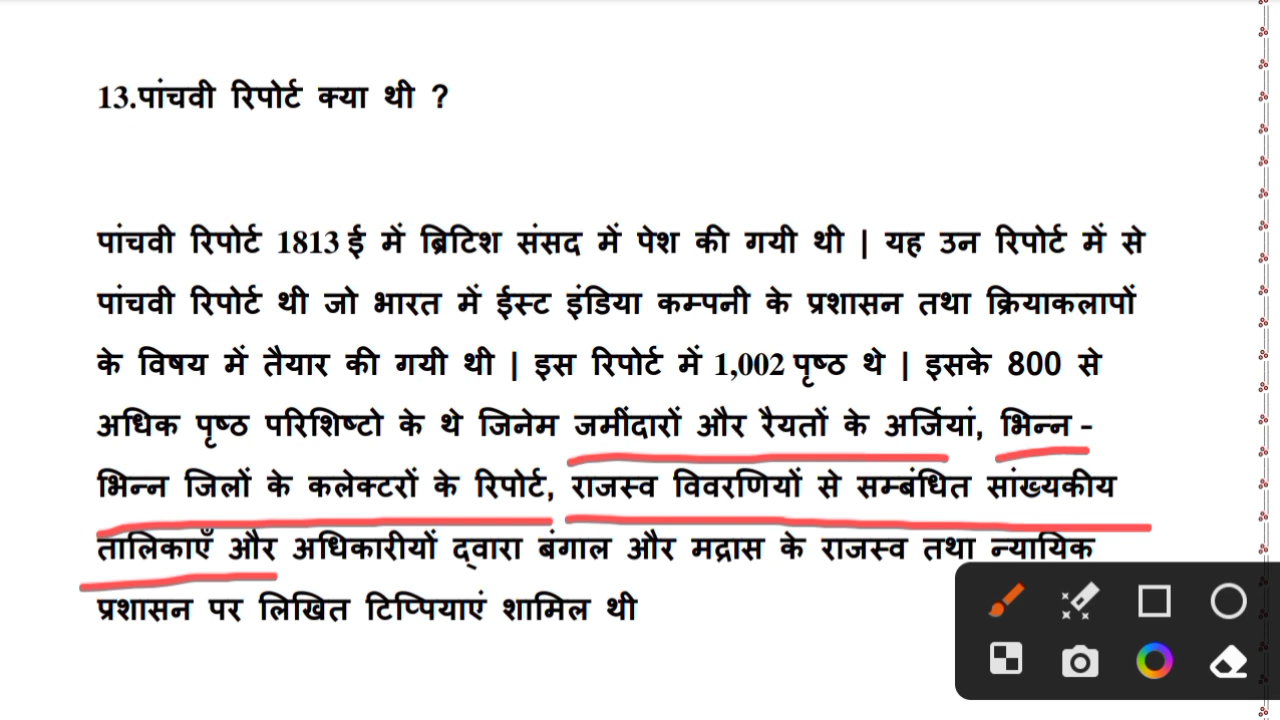 13.पांचवी रिपोर्ट क्या थी ?
पांचवी रिपोर्ट 1813 ई में ब्रिटिश संसद में पेश की गयी थी | यह उन रिपोर्ट में से
पांचवी रिपोर्ट थी जो भारत में ईस्ट इंडिया कम्पनी के प्रशासन तथा क्रियाकलापों
के विषय में तैयार की गयी थी | इस रिपोर्ट में 1,002 पृष्ठ थे | इसके 800 से
अधिक पृष्ठ परिशिष्टो के थे जिनेम जमींदारों और रैयतों के अर्जियां, भिन्न -
भिन्न जिलों के कलेक्टरों के रिपोर्ट, राजस्व विवरणियों से सम्बंधित सांख्यकीय
तालिकाएँ और अधिकारीयों द्वारा बंगाल और मद्रास के राजस्व तथा न्यायिक
प्रशासन पर लिखित टिप्पियाएं शामिल थी